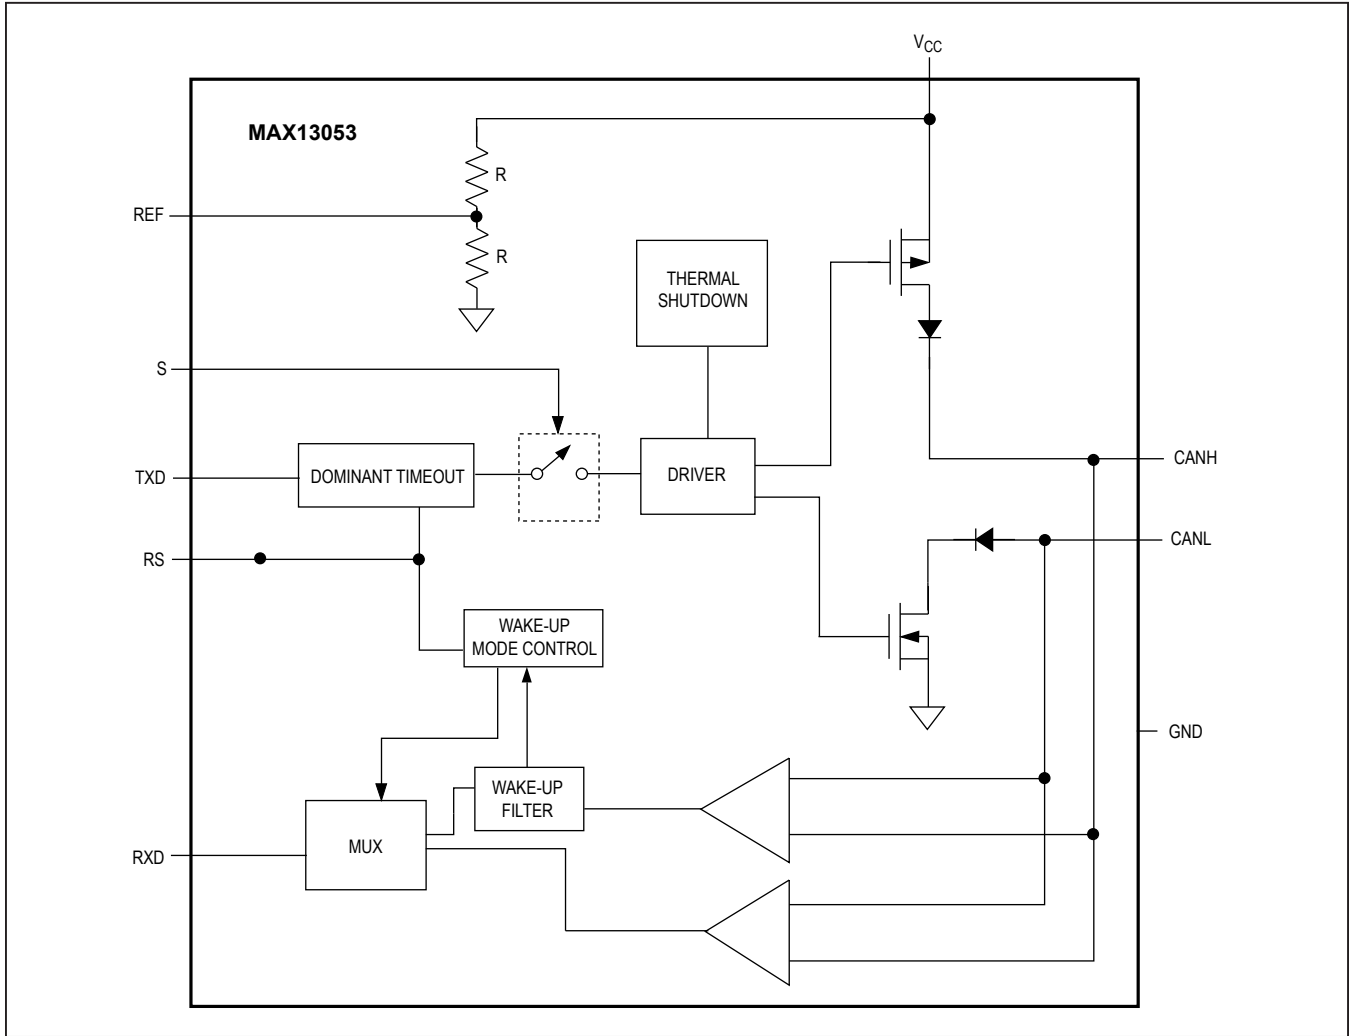 VCC
MAX13053
R
REF
R
THERMAL
SHUTDOWN
S
TXD
DOMINANT TIMEOUT
DRIVER
CANH
RS
CANL
WAKE-UP
MODE CONTROL
GND
WAKE-UP
FILTER
MUX
RXD